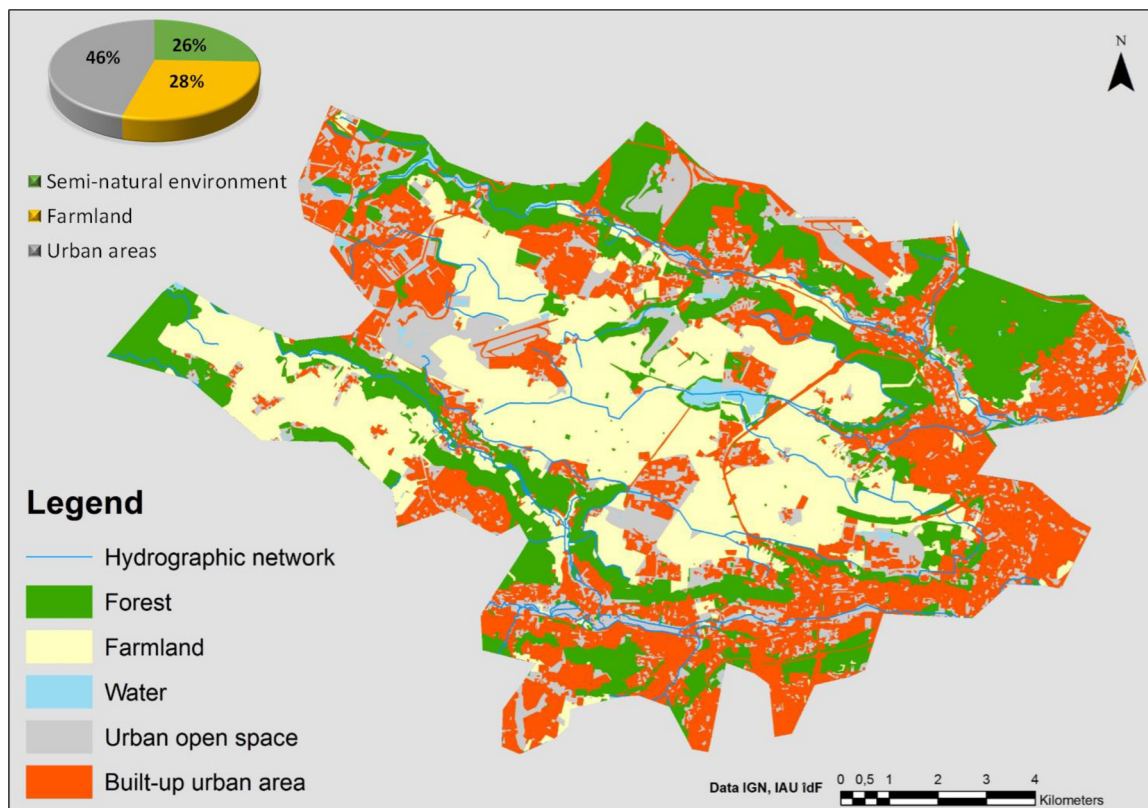 26%
46%
28%
Semi-natural environment
Farmland
Urban areas
N
Legend
Hydrographic network
Forest
Farmland
Water
Urban open space
Built-up urban area
Data IGN, IAU îdF
0 0,5 1 2 3 4
Kilometers